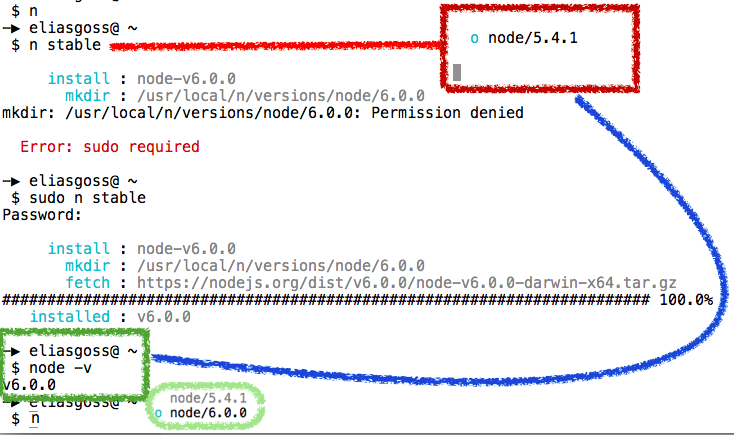 eliasgoss@ ~
$ n
eliasgoss@ ~
$ n stable
o node/5.4.1
install : node-v6.0.0
mkdir : /usr/local/n/versions/node/6.0.0
mkdir: /usr/local/n/versions/node/6.0.0: Permission denied
Error: sudo required
eliasgoss@ ~
$ sudo n stable
Password:
install : node-v6.0.0
mkdir : /usr/local/n/versions/node/6.0.0
fetch : https://nodejs.org/dist/v6.0.0/node-v6.0.0-darwin-x64.tar.gz
######################################################################## 100.0%
installed : v6.0.0
eliasgoss@ ~
$ node -v
v6.0.0
eliasgoss@ ~
$ n
node/5.4.1
o node/6.0.0